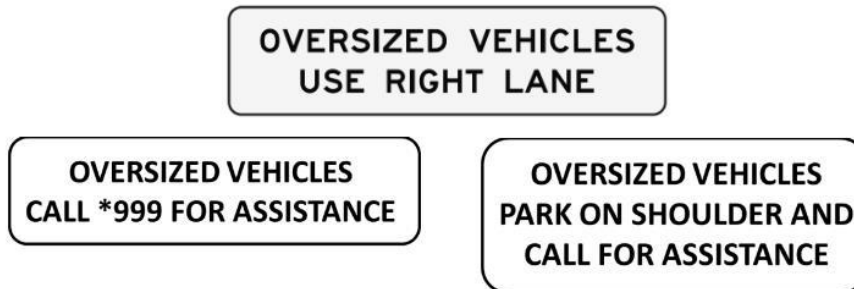 OVERSIZED VEHICLES
USE RIGHT LANE
OVERSIZED VEHICLES
CALL *999 FOR ASSISTANCE
OVERSIZED VEHICLES
PARK ON SHOULDER AND
CALL FOR ASSISTANCE